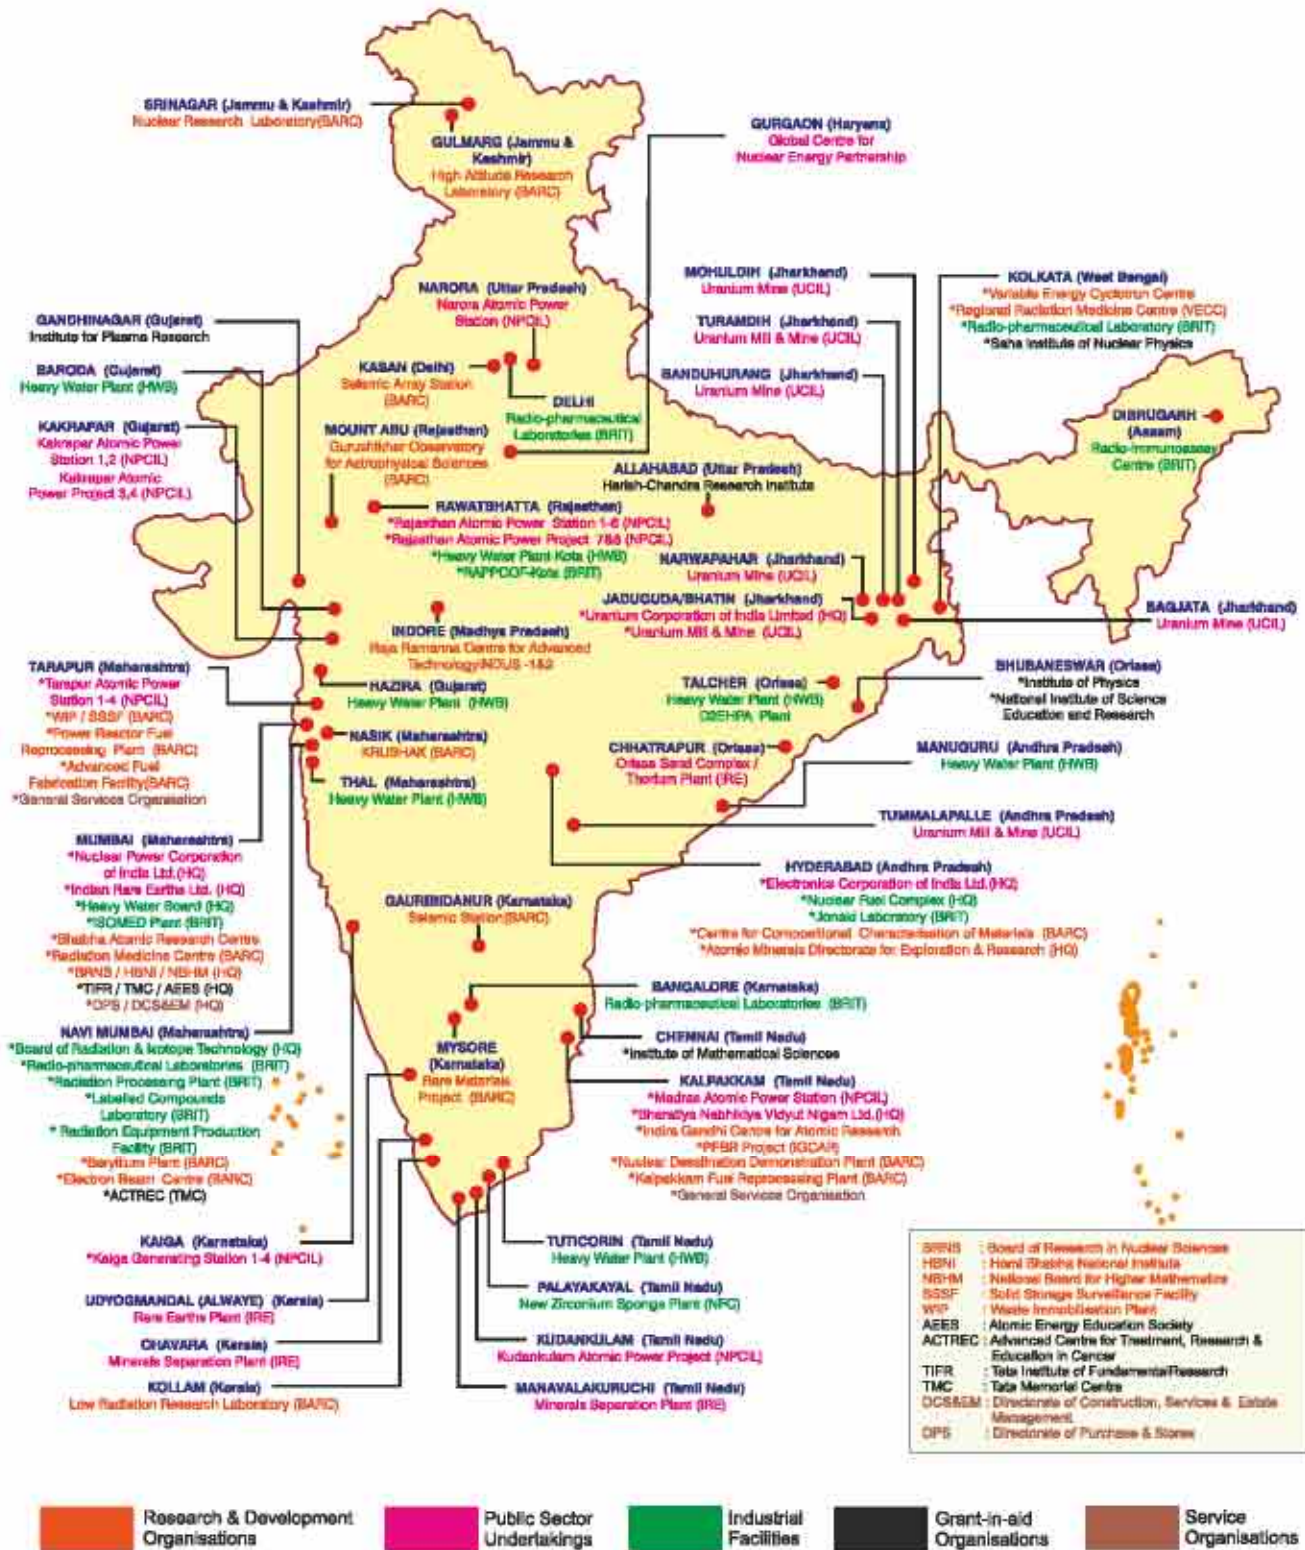 SRINAGAR (Jammu & Kashmir)
Nuclear Research Laboratory(BARC)
GULMARG (Jammu &
Kashmir)
High Altitude Research
Laboratory (BARC)
GURGAON (Haryana)
Global Centre for
Nuclear Energy Partnership
NARORA (Uttar Pradesh)
Narora Atomic Power
Station (NPCIL)
MOHULDIH (Jharkhand)
Uranium Mine (UCIL)
TURAMDIH (Jharkhand)
Uranium Mill & Mine (UCIL)
BANDUHURANG (Jharkhand)
Uranium Mine (UCIL)
KOLKATA (West Bengal)
*Variable Energy Cyclotrun Centre
*Regional Radiation Medicine Centre (VECC)
*Radio-pharmaceutical Laboratory (BRIT)
*Saha Institute of Nuclear Physics
GANDHINAGAR (Gujarat)
Institute for Plasma Research
BARODA (Gujarat)
Heavy Water Plant (HWB)
KAKRAPAR (Gujarat)
Kakrapar Atomic Power
Station 1,2 (NPCIL)
Kakrapar Atomic
Power Project 3,4 (NPCIL)
KASAN (Delhi)
Seismic Array Station
(BARC)
DELHI
Radio-pharmaceutical
Laboratories (BRIT)
MOUNT ABU (Rajasthan)
Gurushikhar Observatory
for Astrophysical Sciences
(BARC)
DIBRUGARH
(Assam)
Radio-Immunoassay
Centre (BRIT)
ALLAHABAD (Uttar Pradesh)
Harish-Chandra Research Institute
RAWATBHATTA (Rajasthan)
*Rajasthan Atomic Power Station 1-6 (NPCIL)
*Rajasthan Atomic Power Project 7&8 (NPCIL)
*Heavy Water Plant Kota (HWB)
*RAPPCOF-Kota (BRIT)
NARWAPAHAR (Jharkhand)
Uranium Mine (UCIL)
JADUGUDA/BHATIN (Jharkhand)
*Uranium Corporation of India Limited (HQ)
*Uranium Mill & Mine (UCIL)
BAGJATA (Jharkhand)
Uranium Mine (UCIL)
INDORE (Madhya Pradesh)
Raja Ramanna Centre for Advanced
Technology/INDUS -1&2
TARAPUR (Maharashtra)
*Tarapur Atomic Power
Station 1-4 (NPCIL)
*WIP / SSSF (BARC)
*Power Reactor Fuel
Reprocessing Plant (BARC)
*Advanced Fuel
Fabrication Facility(BARC)
*General Services Organisation
HAZIRA (Gujarat)
Heavy Water Plant (HWB)
TALCHER (Orissa)
Heavy Water Plant (HWB)
D2EHPA Plant
BHUBANESWAR (Orissa)
*Institute of Physics
*National Institute of Science
Education and Research
NASIK (Maharashtra)
KRUSHAK (BARC)
CHHATRAPUR (Orissa)
Orissa Sand Complex /
Thorium Plant (IRE)
MANUGURU (Andhra Pradesh)
Heavy Water Plant (HWB)
THAL (Maharashtra)
Heavy Water Plant (HWB)
TUMMALAPALLE (Andhra Pradesh)
Uranium Mill & Mine (UCIL)
MUMBAI (Maharashtra)
*Nuclear Power Corporation
of India Ltd.(HQ)
*Indian Rare Earths Ltd. (HQ)
*Heavy Water Board (HQ)
*ISOMED Plant (BRIT)
*Bhabha Atomic Research Centre
*Radiation Medicine Centre (BARC)
*BRNS / HBNI / NBHM (HQ)
*TIFR / TMC / AEES (HQ)
*DPS / DCS&EM (HQ)
HYDERABAD (Andhra Pradesh)
*Electronics Corporation of India Ltd.(HQ)
*Nuclear Fuel Complex (HQ)
*Jonaki Laboratory (BRIT)
*Centre for Compositional Characterisation of Materials (BARC)
*Atomic Minerals Directorate for Exploration & Research (HQ)
GAURIBIDANUR (Karnataka)
Seismic Station(BARC)
BANGALORE (Karnataka)
Radio-pharmaceutical Laboratories (BRIT)
NAVI MUMBAI (Maharashtra)
*Board of Radiation & Isotope Technology (HQ)
*Radio-pharmaceutical Laboratories (BRIT)
*Radiation Processing Plant (BRIT)
*Labelled Compounds
Laboratory (BRIT)
* Radiation Equipment Production
Facility (BRIT)
*Beryllium Plant (BARC)
*Electron Beam Centre (BARC)
*ACTREC (TMC)
CHENNAI (Tamil Nadu)
*Institute of Mathematical Sciences
MYSORE
(Karnataka)
Rare Materials
Project (BARC)
KALPAKKAM (Tamil Nadu)
*Madras Atomic Power Station (NPCIL)
*Bharatiya Nabhikiya Vidyut Nigam Ltd.(HQ)
*Indira Gandhi Centre for Atomic Research
*PFBR Project (IGCAR)
*Nuclear Desalination Demonstration Plant (BARC)
*Kalpakkam Fuel Reprocessing Plant (BARC)
*General Services Organisation
KAIGA (Karnataka)
*Kaiga Generating Station 1-4 (NPCIL)
TUTICORIN (Tamil Nadu)
Heavy Water Plant (HWB)
PALAYAKAYAL (Tamil Nadu)
New Zirconium Sponge Plant (NFC)
UDYOGMANDAL (ALWAYE) (Kerala)
Rare Earths Plant (IRE)
CHAVARA (Kerala)
Minerals Separation Plant (IRE)
KUDANKULAM (Tamil Nadu)
Kudankulam Atomic Power Project (NPCIL)
KOLLAM (Kerala)
Low Radiation Research Laboratory (BARC)
MANAVALAKURUCHI (Tamil Nadu)
Minerals Separation Plant (IRE)
BRNS : Board of Research in Nuclear Sciences
HBNI : Homi Bhabha National Institute
NBHM : National Board for Higher Mathematics
SSSF : Solid Storage Surveillance Facility
WIP : Waste Immobilisation Plant
AEES : Atomic Energy Education Society
ACTREC : Advanced Centre for Treatment, Research &
Education in Cancer
TIFR : Tata Institute of Fundamental Research
TMC : Tata Memorial Centre
DCS&EM : Directorate of Construction, Services & Estate
Management
DPS : Directorate of Purchase & Stores
Research & Development
Organisations
Public Sector
Undertakings
Industrial
Facilities
Grant-in-aid
Organisations
Service
Organisations